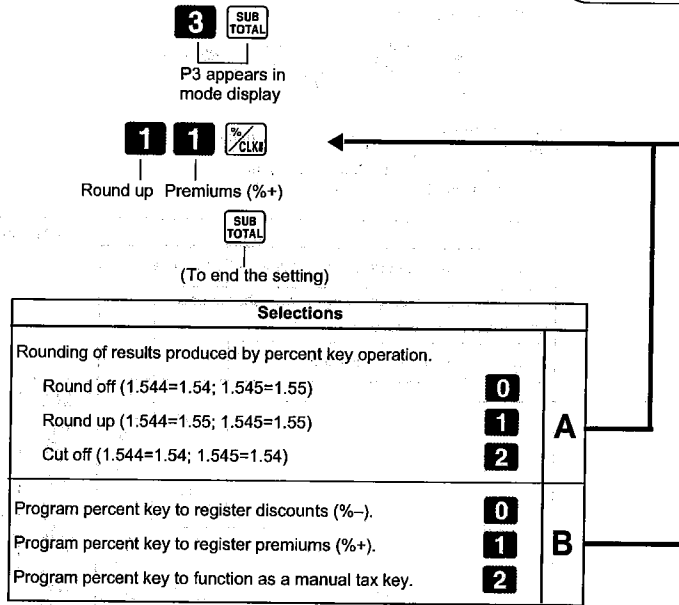 3 SUB TOTAL
P3 appears in
mode display
1 1 %/CLK#
Round up Premiums (%+)
SUB TOTAL
(To end the setting)
Selections
Rounding of results produced by percent key operation.
Round off (1.544=1.54; 1.545=1.55) 0
Round up (1.544=1.55; 1.545=1.55) 1
Cut off (1.544=1.54; 1.545=1.54) 2
A
Program percent key to register discounts (%–). 0
Program percent key to register premiums (%+). 1
Program percent key to function as a manual tax key. 2
B